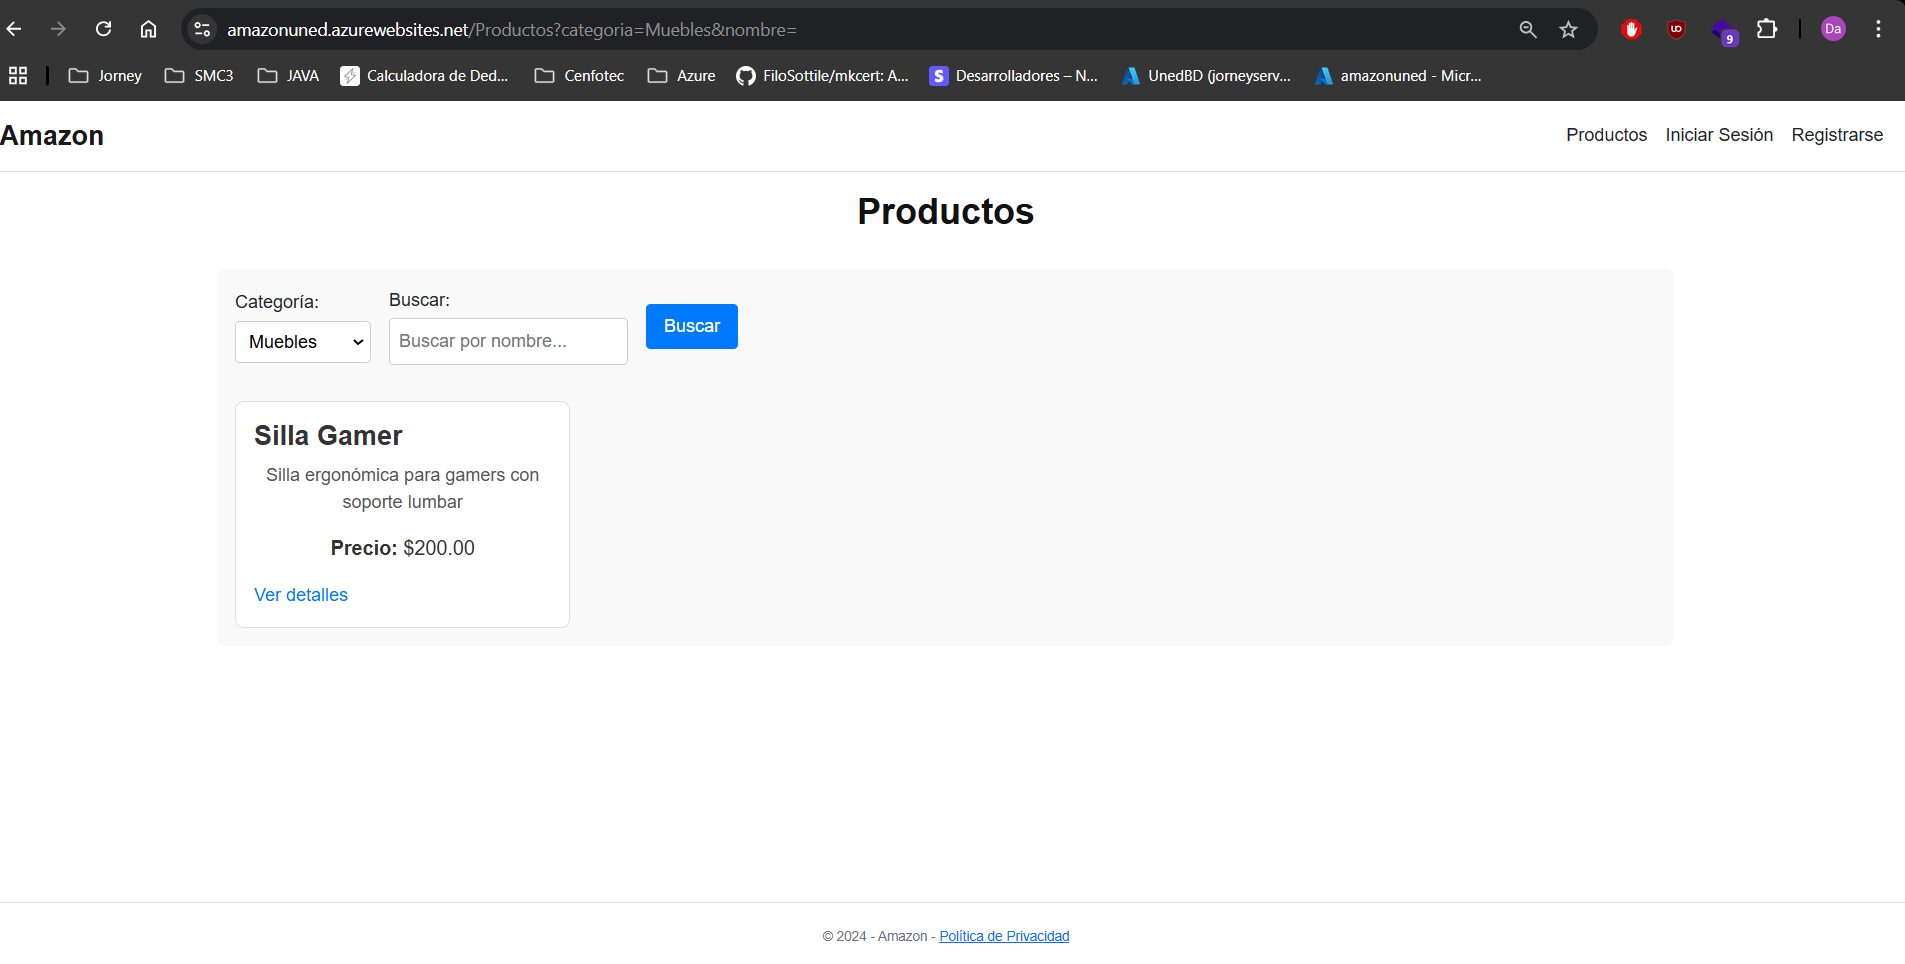 amazonuned.azurewebsites.net/Productos?categoria=Muebles&nombre=
9
Da
Jorney
SMC3
JAVA
Calculadora de Ded...
Cenfotec
Azure
FiloSottile/mkcert: A...
S
Desarrolladores – N...
UnedBD (jorneyserv...
amazonuned - Micr...
Amazon
Productos
Iniciar Sesión
Registrarse
Productos
Categoría:
Buscar:
Muebles
Buscar por nombre...
Buscar
Silla Gamer
Silla ergonómica para gamers con
soporte lumbar
Precio: $200.00
Ver detalles
© 2024 - Amazon - Política de Privacidad